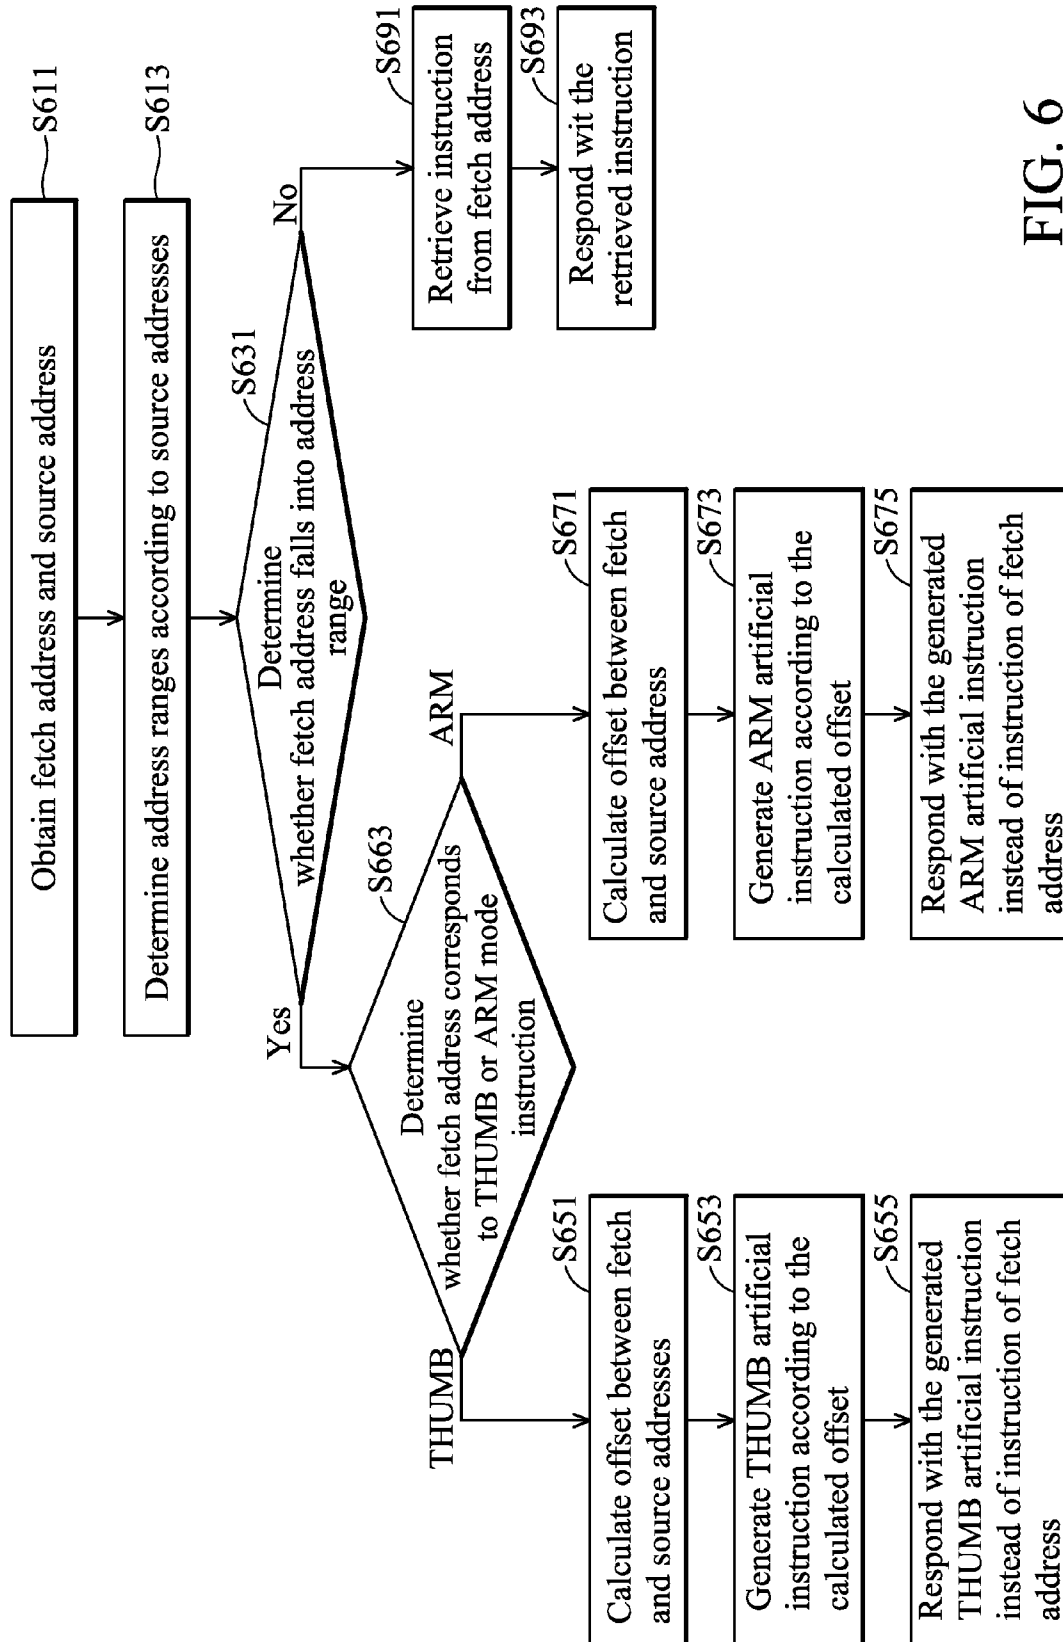 Obtain fetch address and source address
S611
Determine address ranges according to source addresses
S613
Determine
whether fetch address falls into address
range
S631
Yes
No
Retrieve instruction
from fetch address
S691
Respond wit the
retrieved instruction
S693
Determine
whether fetch address corresponds
to THUMB or ARM mode
instruction
S663
THUMB
ARM
Calculate offset between fetch
and source addresses
S651
Generate THUMB artificial
instruction according to the
calculated offset
S653
Respond with the generated
THUMB artificial instruction
instead of instruction of fetch
address
S655
Calculate offset between fetch
and source address
S671
Generate ARM artificial
instruction according to the
calculated offset
S673
Respond with the generated
ARM artificial instruction
instead of instruction of fetch
address
S675
FIG. 6